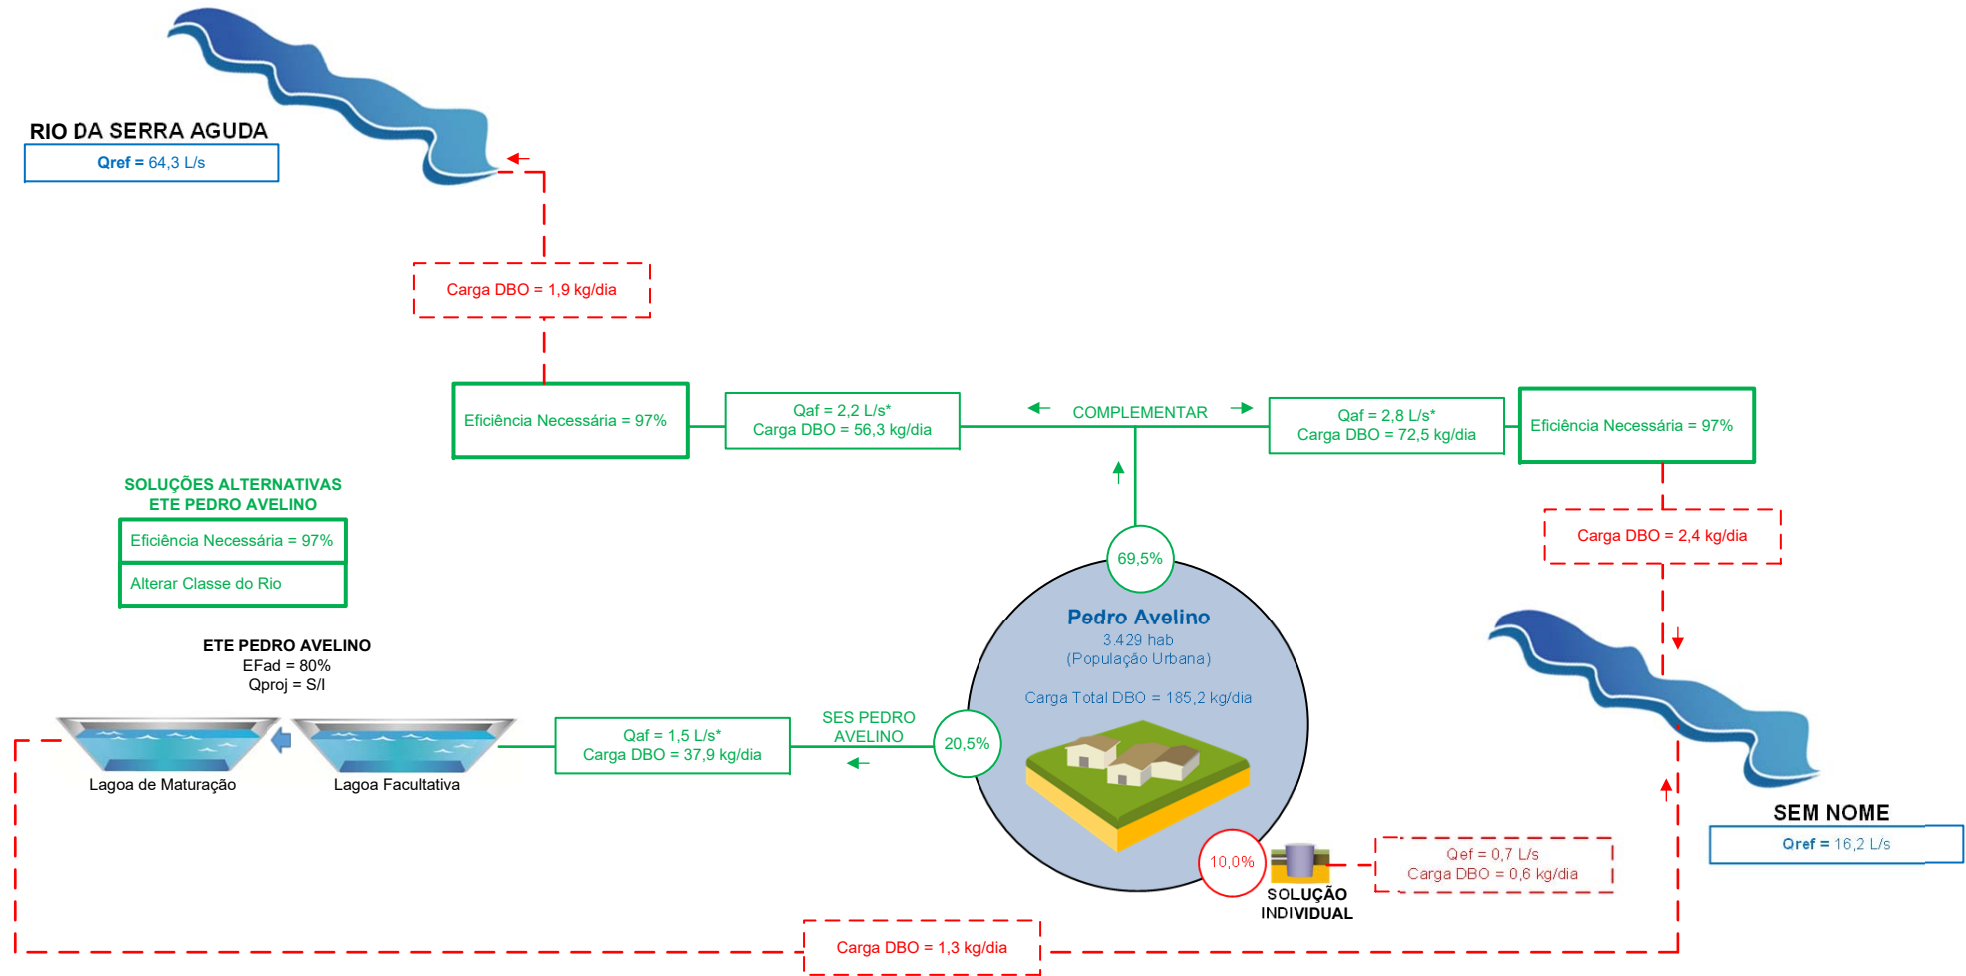 RIO DA SERRA AGUDA
Qref = 64,3 L/s
Carga DBO = 1,9 kg/dia
Eficiência Necessária = 97%
Qaf = 2,2 L/s*
Carga DBO = 56,3 kg/dia
COMPLEMENTAR
Qaf = 2,8 L/s*
Carga DBO = 72,5 kg/dia
Eficiência Necessária = 97%
SOLUÇÕES ALTERNATIVAS
ETE PEDRO AVELINO
Eficiência Necessária = 97%
Alterar Classe do Rio
Carga DBO = 2,4 kg/dia
69,5%
Pedro Avelino
3.429 hab
(População Urbana)
Carga Total DBO = 185,2 kg/dia
ETE PEDRO AVELINO
EFad = 80%
Qproj = S/I
Lagoa de Maturação
Lagoa Facultativa
Qaf = 1,5 L/s*
Carga DBO = 37,9 kg/dia
SES PEDRO
AVELINO
20,5%
10,0%
SOLUÇÃO
INDIVIDUAL
Qef = 0,7 L/s
Carga DBO = 0,6 kg/dia
SEM NOME
Qref = 16,2 L/s
Carga DBO = 1,3 kg/dia